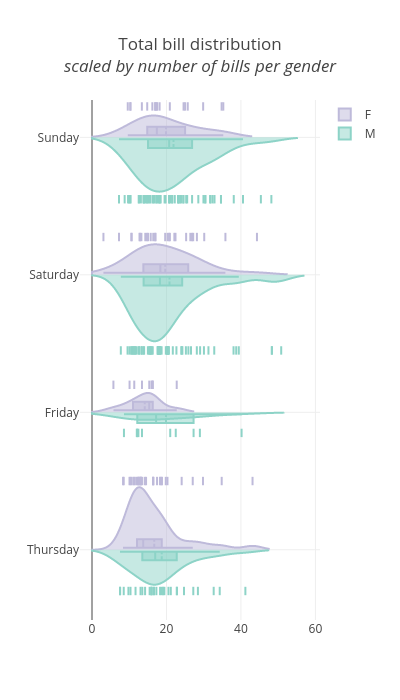 Total bill distribution
scaled by number of bills per gender
F
M
Sunday
Saturday
Friday
Thursday
0 20 40 60